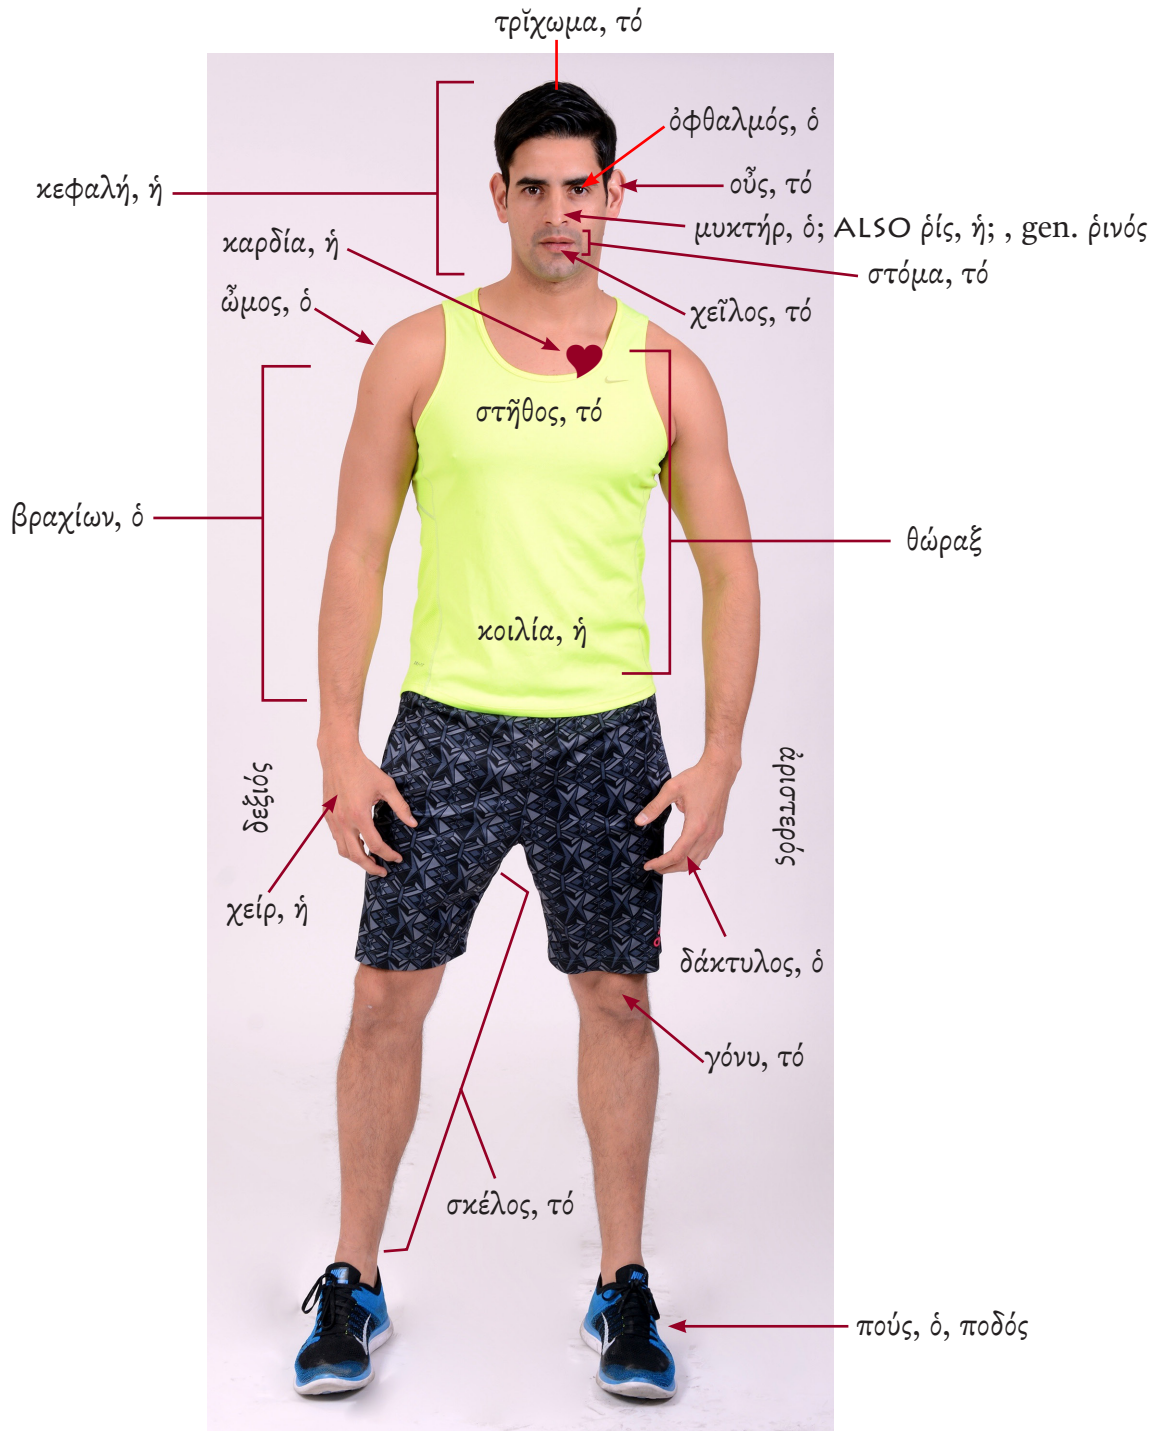 τρῐ́χωμα, τό
ὀφθαλμός, ὁ
οὖς, τό
κεφαλή, ἡ
μυκτήρ, ὁ; ALSO ῥίς, ἡ; , gen. ῥινός
καρδία, ἡ
στόμα, τό
ὦμος, ὁ
χεῖλος, τό
στῆθος, τό
βραχίων, ὁ
θώραξ
κοιλία, ἡ
δεξιός
ἀριστερός
χείρ, ἡ
δάκτυλος, ὁ
γόνυ, τό
σκέλος, τό
πούς, ὁ, ποδός